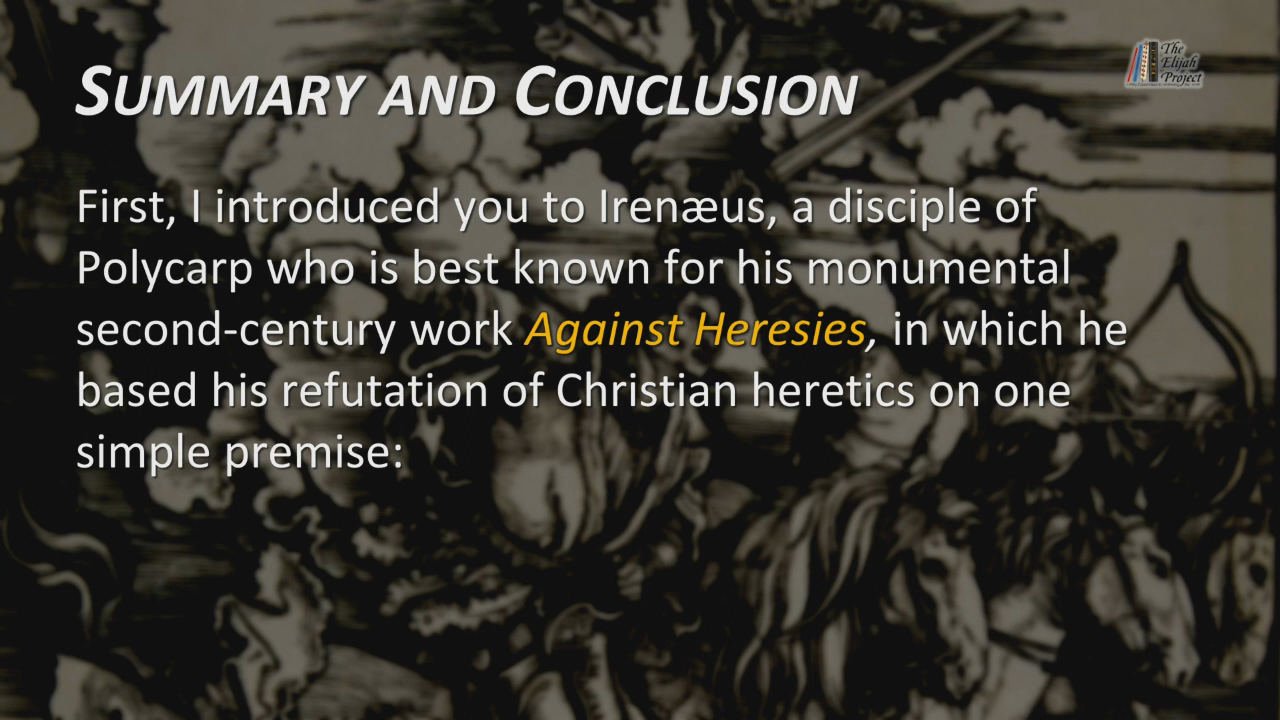 SUMMARY AND CONCLUSION
The
Elijah
Project
First, I introduced you to Irenæus, a disciple of
Polycarp who is best known for his monumental
second-century work Against Heresies, in which he
based his refutation of Christian heretics on one
simple premise: